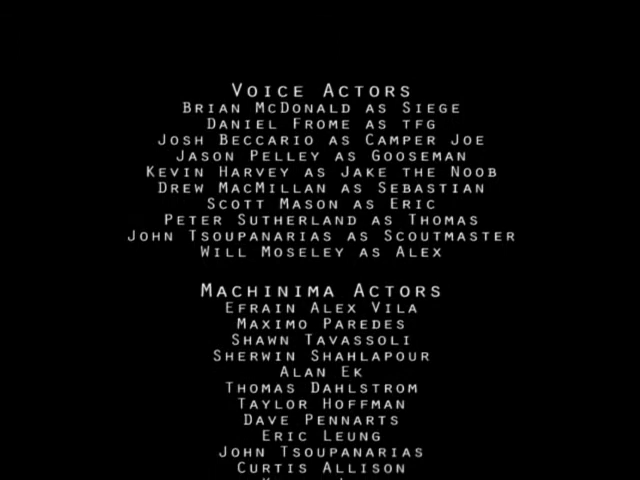 Voice Actors
Brian McDonald as Siege
Daniel Frome as tfg
Josh Beccario as Camper Joe
Jason Pelley as Gooseman
Kevin Harvey as Jake the Noob
Drew MacMillan as Sebastian
Scott Mason as Eric
Peter Sutherland as Thomas
John Tsoupanarias as Scoutmaster
Will Moseley as Alex
Machinima Actors
Efrain Alex Vila
Maximo Paredes
Shawn Tavassoli
Sherwin Shahlapour
Alan Ek
Thomas Dahlstrom
Taylor Hoffman
Dave Pennarts
Eric Leung
John Tsoupanarias
Curtis Allison